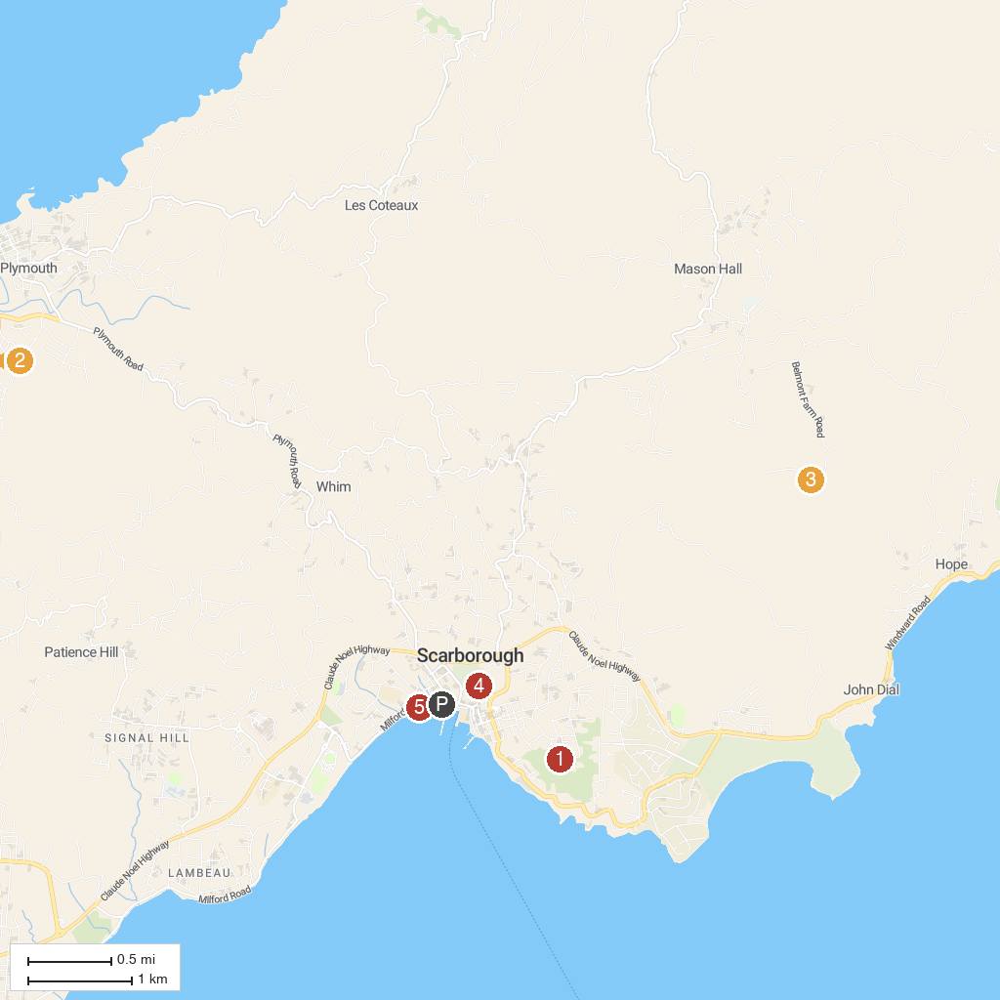 Les Coteaux
Plymouth
Mason Hall
Plymouth Road
2
Belmont Farm Road
Plymouth Road
Whim
3
Hope
Windward Road
Patience Hill
Claude Noel Highway
Scarborough
Claude Noel Highway
4
John Dial
5
P
Milford
SIGNAL HILL
1
Claude Noel Highway
LAMBEAU
Milford Road
0.5 mi
1 km